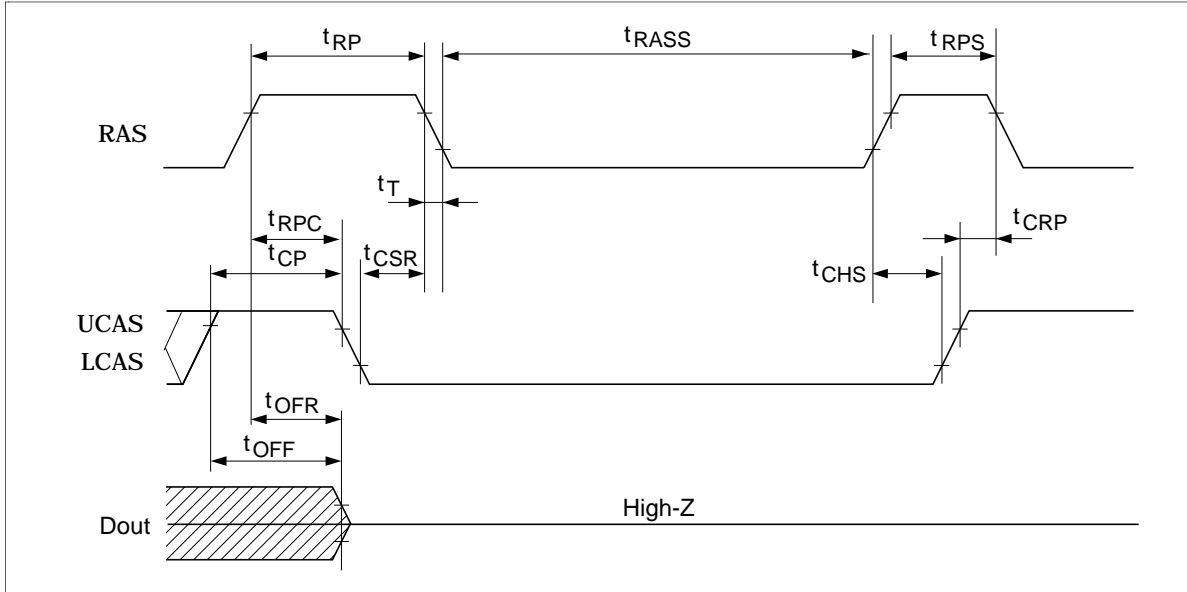 tRP
tRASS
tRPS
RAS
tT
tRPC
tCRP
tCP
tCSR
tCHS
UCAS
LCAS
tOFR
tOFF
High-Z
Dout